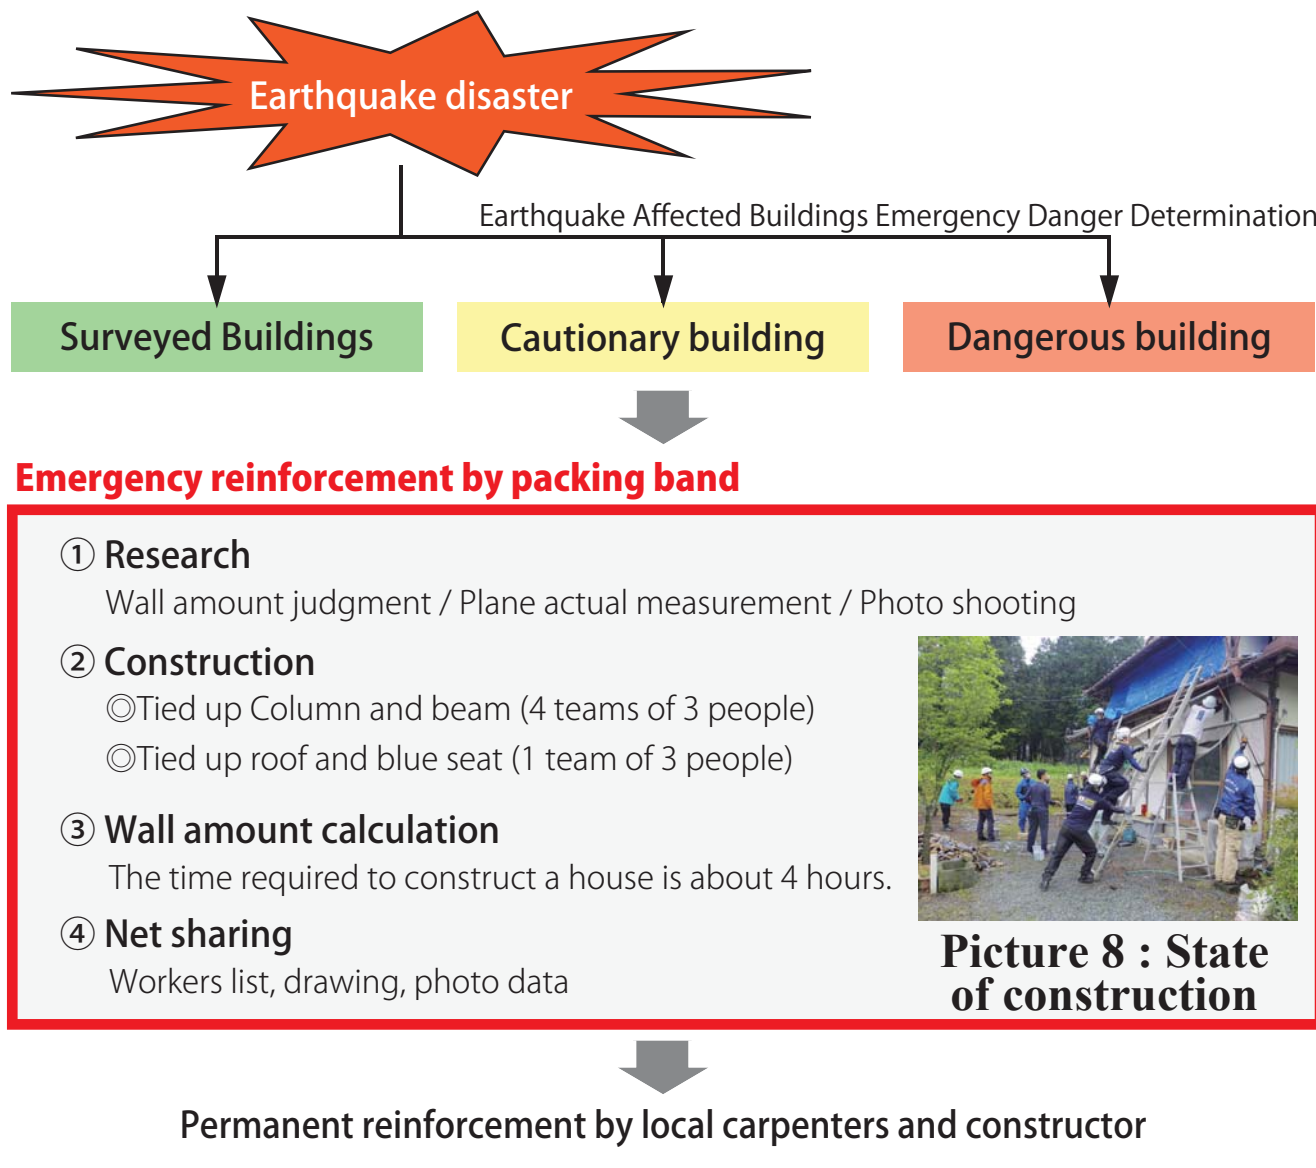 Earthquake disaster
Earthquake Affected Buildings Emergency Danger Determination
Surveyed Buildings
Cautionary building
Dangerous building
Emergency reinforcement by packing band
① Research
Wall amount judgment / Plane actual measurement / Photo shooting
② Construction
◎Tied up Column and beam (4 teams of 3 people)
◎Tied up roof and blue seat (1 team of 3 people)
③ Wall amount calculation
The time required to construct a house is about 4 hours.
④ Net sharing
Workers list, drawing, photo data
Picture 8 : State
of construction
Permanent reinforcement by local carpenters and constructor